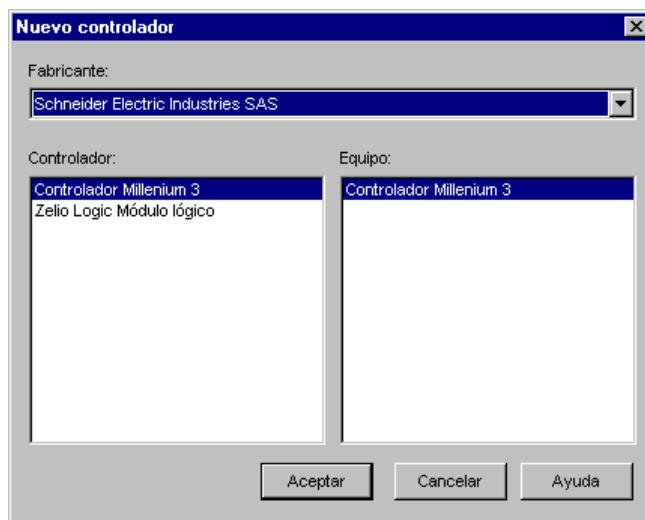 Nuevo controlador
Fabricante:
Schneider Electric Industries SAS
Controlador:
Equipo:
Controlador Millenium 3
Zelio Logic Módulo lógico
Controlador Millenium 3
Aceptar
Cancelar
Ayuda